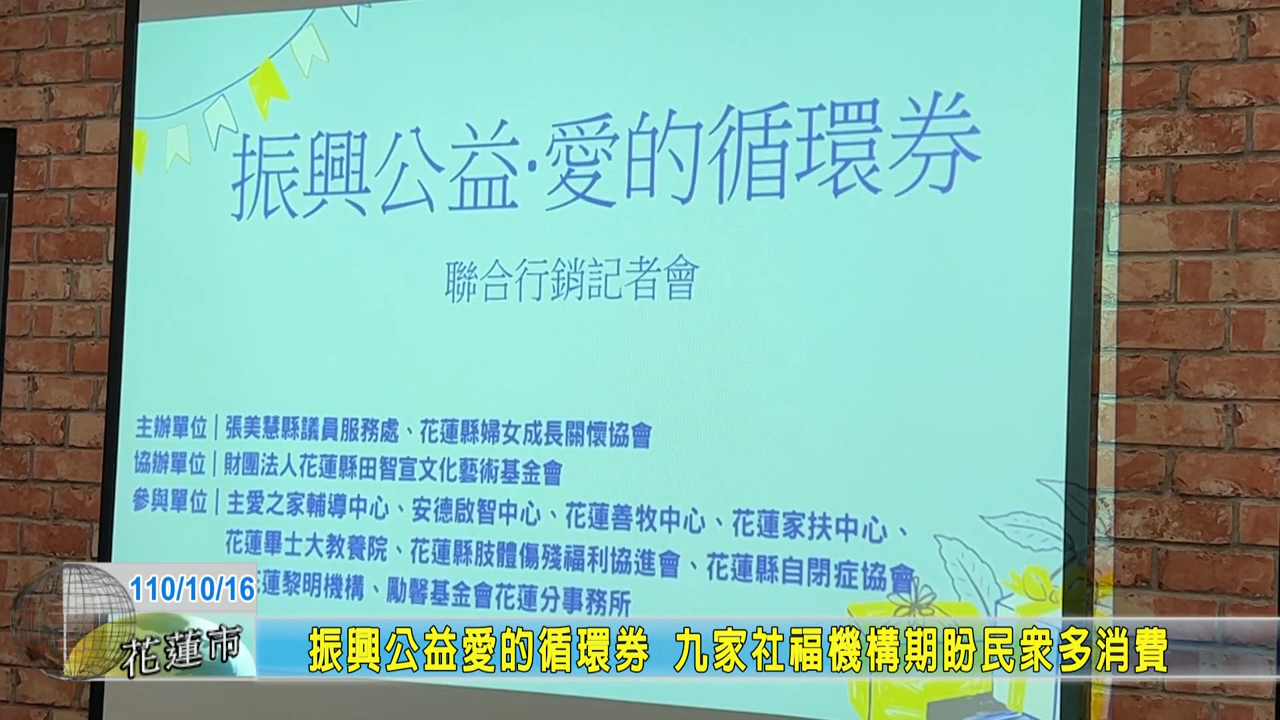 振興公益·愛的循環券
聯合行銷記者會
主辦單位｜張美慧縣議員服務處、花蓮縣婦女成長關懷協會
協辦單位｜財團法人花蓮縣田智宣文化藝術基金會
參與單位｜主愛之家輔導中心、安德啟智中心、花蓮善牧中心、花蓮家扶中心、
花蓮畢士大教養院、花蓮縣肢體傷殘福利協進會、花蓮縣自閉症協會
花蓮黎明機構、勵馨基金會花蓮分事務所
110/10/16
花蓮市
振興公益愛的循環券 九家社福機構期盼民眾多消費